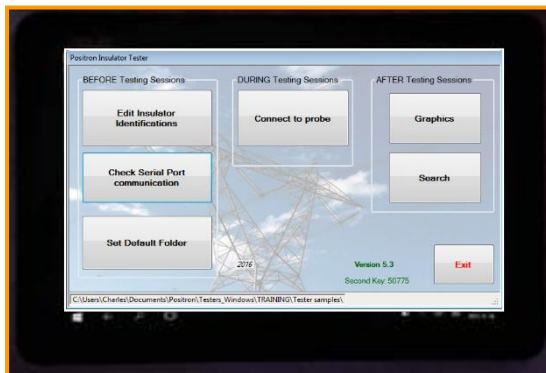 Positron Insulator Tester
BEFORE Testing Sessions
Edit Insulator
Identifications
Check Serial Port
communication
Set Default Folder
DURING Testing Sessions
Connect to probe
AFTER Testing Sessions
Graphics
Search
2016
Version 5.3
Second Key: 50775
Exit
C:\Users\Charles\Documents\Positron\Testers_Windows\TRAINING\Tester samples\